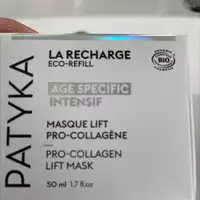 PATYKA
LA RECHARGE
ECO-REFILL
AGE SPECIFIC
INTENSIF
MASQUE LIFT
PRO-COLLAGÈNE
PRO-COLLAGEN
LIFT MASK
50 ml 1.7 fl.oz
BIO